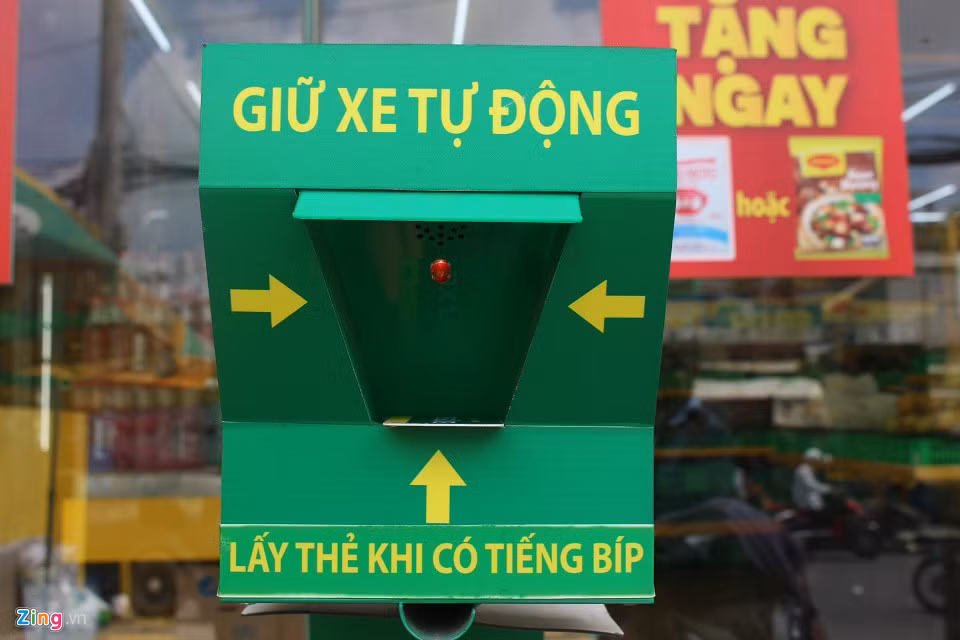 GIỮ XE TỰ ĐỘNG
LẤY THẺ KHI CÓ TIẾNG BÍP
TẶNG
NGAY
hoặc
Zing.vn